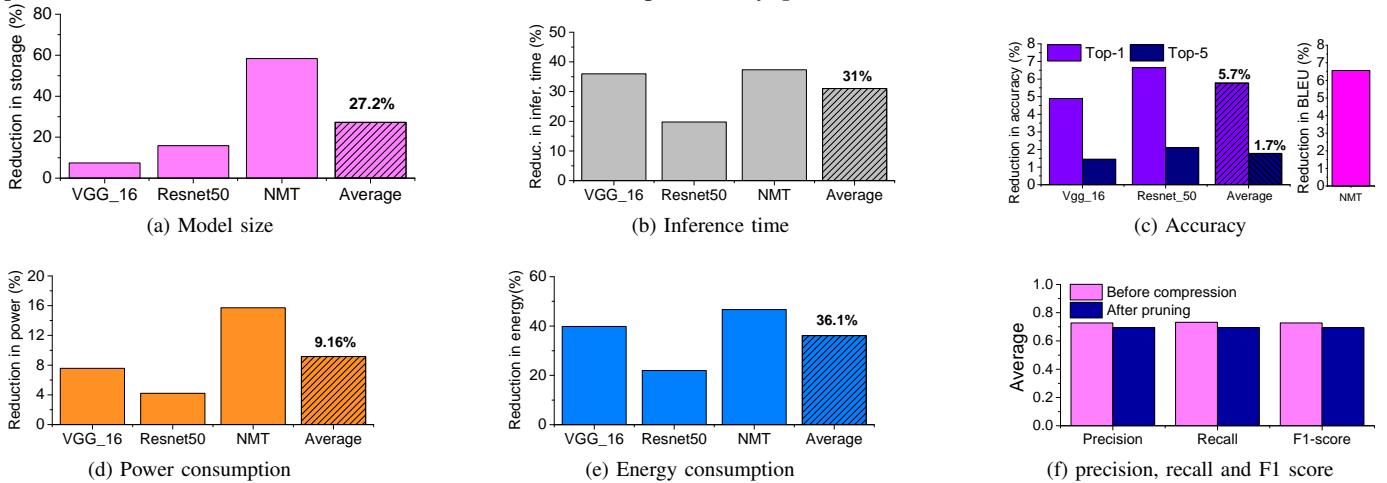 Reduction in storage (%)
80
60
40
20
0
27.2%
VGG_16 Resnet50 NMT Average
(a) Model size
Reduc. in infer. time (%)
50
40
30
20
10
0
31%
VGG_16 Resnet50 NMT Average
(b) Inference time
Reduction in accuracy (%)
8
7
6
5
4
3
2
1
0
Top-1 Top-5
5.7%
1.7%
Vgg_16 Resnet_50 Average
Reduction in BLEU (%)
8
7
6
5
4
3
2
1
0
NMT
(c) Accuracy
Reduction in power (%)
20
16
12
8
4
0
9.16%
VGG_16 Resnet50 NMT Average
(d) Power consumption
Reduction in energy(%)
60
40
20
0
36.1%
VGG_16 Resnet50 NMT Average
(e) Energy consumption
Average
1.0
0.8
0.6
0.4
0.2
0.0
Before compression
After pruning
Precision Recall F1-score
(f) precision, recall and F1 score